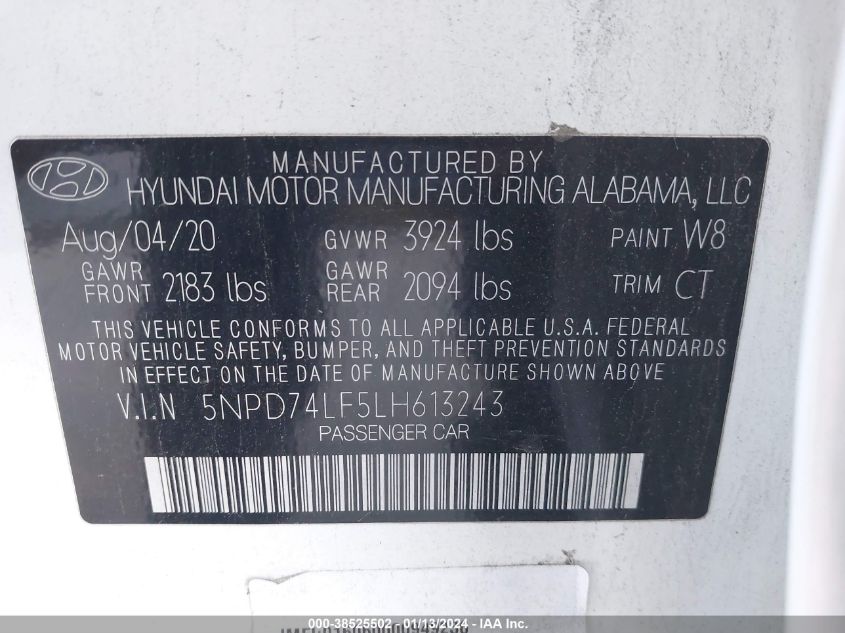 MANUFACTURED BY
HYUNDAI MOTOR MANUFACTURING ALABAMA, LLC
Aug/04/20 GVWR 3924 lbs PAINT W8
GAWR FRONT 2183 lbs GAWR REAR 2094 lbs TRIM CT
THIS VEHICLE CONFORMS TO ALL APPLICABLE U.S.A. FEDERAL
MOTOR VEHICLE SAFETY, BUMPER, AND THEFT PREVENTION STANDARDS
IN EFFECT ON THE DATE OF MANUFACTURE SHOWN ABOVE
V.I.N 5NPD74LF5LH613243
PASSENGER CAR
000-38525502 - 01/13/2024 - IAA Inc.